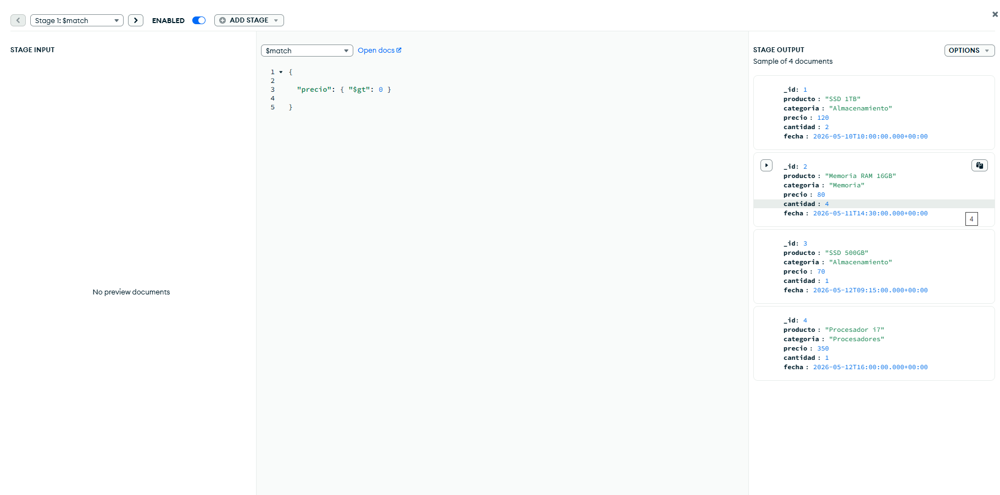 Stage 1: $match
ENABLED
ADD STAGE
STAGE INPUT
No preview documents
$match
Open docs
1 {
2
3 "precio": { "$gt": 0 }
4
5 }
STAGE OUTPUT
OPTIONS
Sample of 4 documents
_id: 1
producto : "SSD 1TB"
categoria : "Almacenamiento"
precio : 120
cantidad : 2
fecha : 2026-05-10T10:00:00.000+00:00
_id: 2
producto : "Memoria RAM 16GB"
categoria : "Memoria"
precio : 80
cantidad : 4
fecha : 2026-05-11T14:30:00.000+00:00
4
_id: 3
producto : "SSD 500GB"
categoria : "Almacenamiento"
precio : 70
cantidad : 1
fecha : 2026-05-12T09:15:00.000+00:00
_id: 4
producto : "Procesador i7"
categoria : "Procesadores"
precio : 350
cantidad : 1
fecha : 2026-05-12T16:00:00.000+00:00